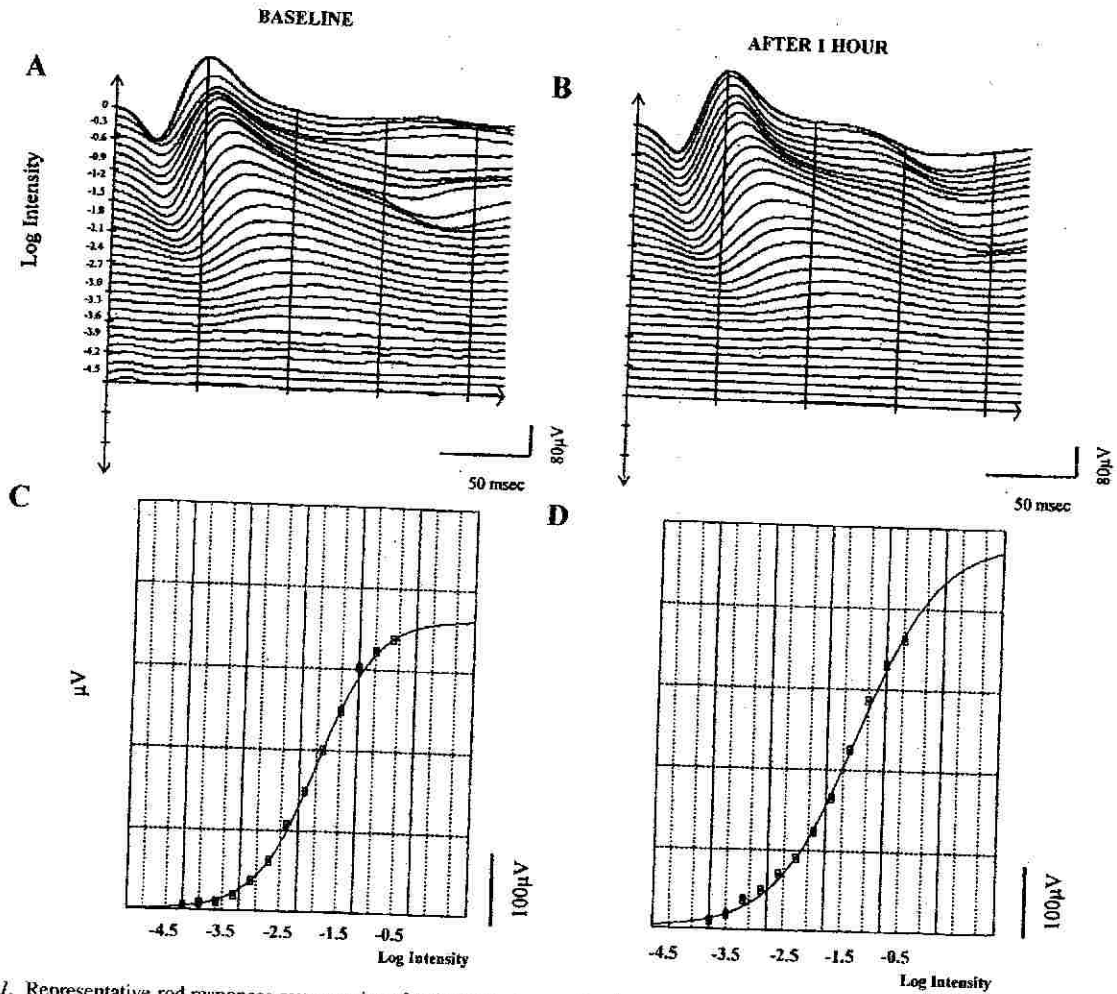 BASELINE
AFTER 1 HOUR
A
B
Log Intensity
0
-0.3
-0.6
-0.9
-1.2
-1.5
-1.8
-2.1
-2.4
-2.7
-3.0
-3.3
-3.6
-3.9
-4.2
-4.5
80µV
50 msec
80µV
50 msec
C
D
µV
100µV
-4.5 -3.5 -2.5 -1.5 -0.5
Log Intensity
100µV
-4.5 -3.5 -2.5 -1.5 -0.5
Log Intensity
1. Representative rod responses